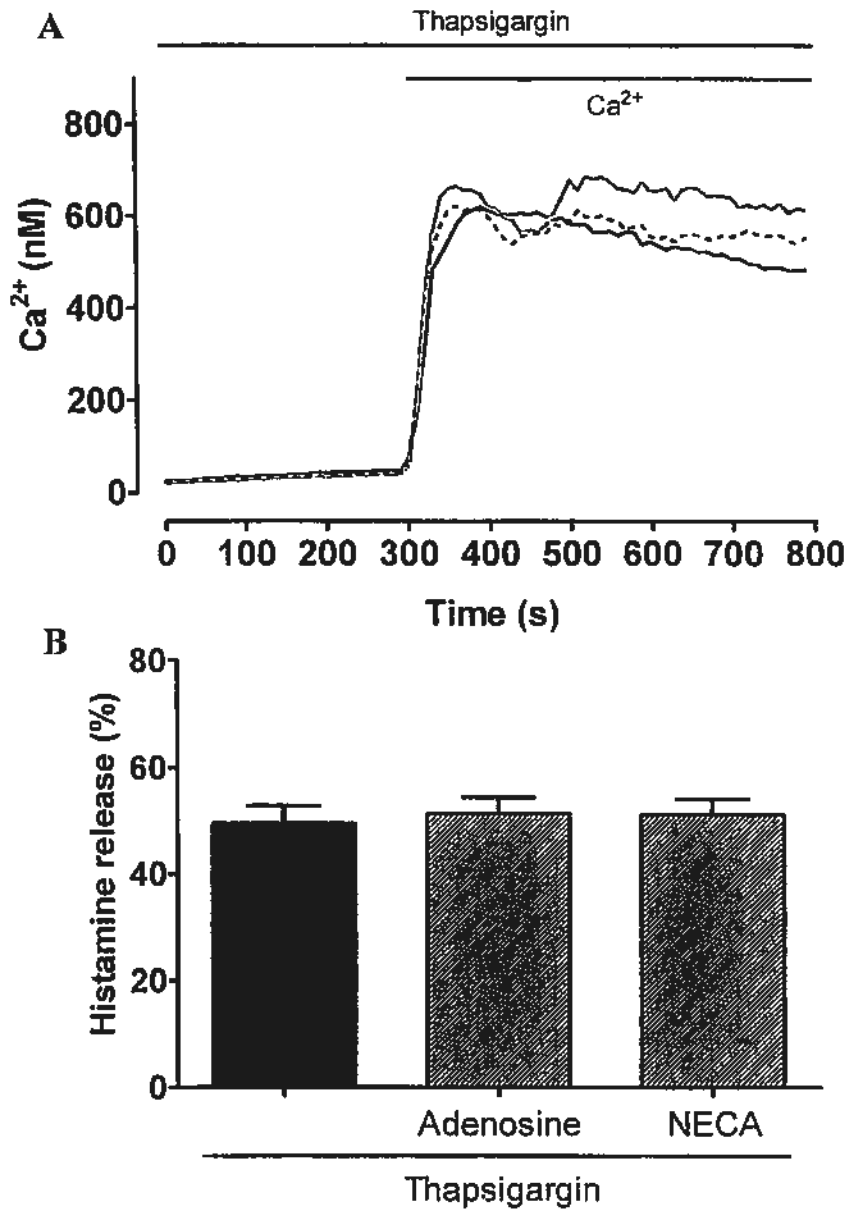 A
Thapsigargin
Ca2+
800
600
400
200
0
Ca2+ (nM)
0 100 200 300 400 500 600 700 800
Time (s)
B
80
60
40
20
0
Histamine release (%)
Adenosine NECA
Thapsigargin